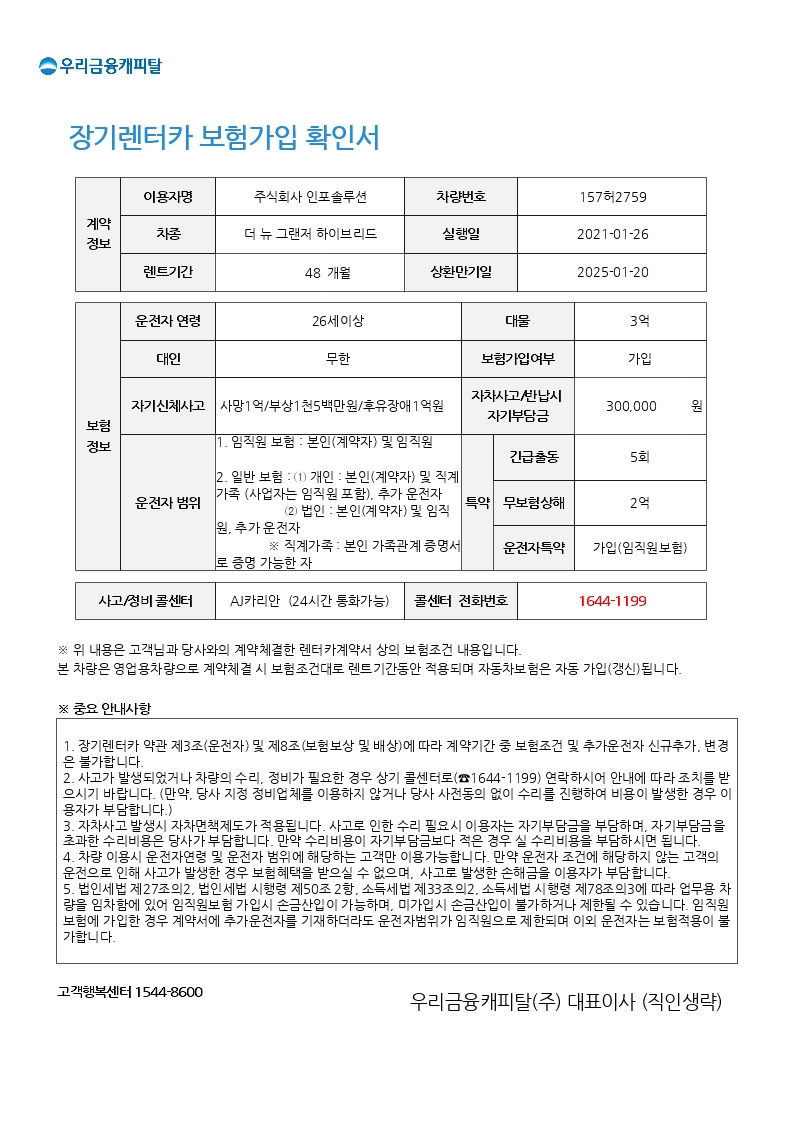 우리금융캐피탈
장기렌터카 보험가입 확인서
계약
정보
이용자명 주식회사 인포솔루션 차량번호 157허2759
차종 더 뉴 그랜저 하이브리드 실행일 2021-01-26
렌트기간 48 개월 상환만기일 2025-01-20
보험
정보
운전자 연령 26세이상 대물 3억
대인 무한 보험가입여부 가입
자기신체사고 사망1억/부상1천5백만원/후유장애1억원 자차사고/반납시
자기부담금 300,000 원
운전자 범위
1. 임직원 보험 : 본인(계약자) 및 임직원
2. 일반 보험 : ⑴ 개인 : 본인(계약자) 및 직계
가족 (사업자는 임직원 포함), 추가 운전자
⑵ 법인 : 본인(계약자) 및 임직
원, 추가 운전자
※ 직계가족 : 본인 가족관계 증명서
로 증명 가능한 자
특약
긴급출동 5회
무보험상해 2억
운전자특약 가입(임직원보험)
사고/정비 콜센터 AJ카리안 (24시간 통화가능) 콜센터 전화번호 1644-1199
※ 위 내용은 고객님과 당사와의 계약체결한 렌터카계약서 상의 보험조건 내용입니다.
본 차량은 영업용차량으로 계약체결 시 보험조건대로 렌트기간동안 적용되며 자동차보험은 자동 가입(갱신)됩니다.
※ 중요 안내사항
1. 장기렌터카 약관 제3조(운전자) 및 제8조(보험보상 및 배상)에 따라 계약기간 중 보험조건 및 추가운전자 신규추가, 변경
은 불가합니다.
2. 사고가 발생되었거나 차량의 수리, 정비가 필요한 경우 상기 콜센터로(☎1644-1199) 연락하시어 안내에 따라 조치를 받
으시기 바랍니다. (만약, 당사 지정 정비업체를 이용하지 않거나 당사 사전동의 없이 수리를 진행하여 비용이 발생한 경우 이
용자가 부담합니다.)
3. 자차사고 발생시 자차면책제도가 적용됩니다. 사고로 인한 수리 필요시 이용자는 자기부담금을 부담하며, 자기부담금을
초과한 수리비용은 당사가 부담합니다. 만약 수리비용이 자기부담금보다 적은 경우 실 수리비용을 부담하시면 됩니다.
4. 차량 이용시 운전자연령 및 운전자 범위에 해당하는 고객만 이용가능합니다. 만약 운전자 조건에 해당하지 않는 고객의
운전으로 인해 사고가 발생한 경우 보험혜택을 받으실 수 없으며, 사고로 발생한 손해금을 이용자가 부담합니다.
5. 법인세법 제27조의2, 법인세법 시행령 제50조 2항, 소득세법 제33조의2, 소득세법 시행령 제78조의3에 따라 업무용 차
량을 임차함에 있어 임직원보험 가입시 손금산입이 가능하며, 미가입시 손금산입이 불가하거나 제한될 수 있습니다. 임직원
보험에 가입한 경우 계약서에 추가운전자를 기재하더라도 운전자범위가 임직원으로 제한되며 이외 운전자는 보험적용이 불
가합니다.
고객행복센터 1544-8600
우리금융캐피탈(주) 대표이사 (직인생략)